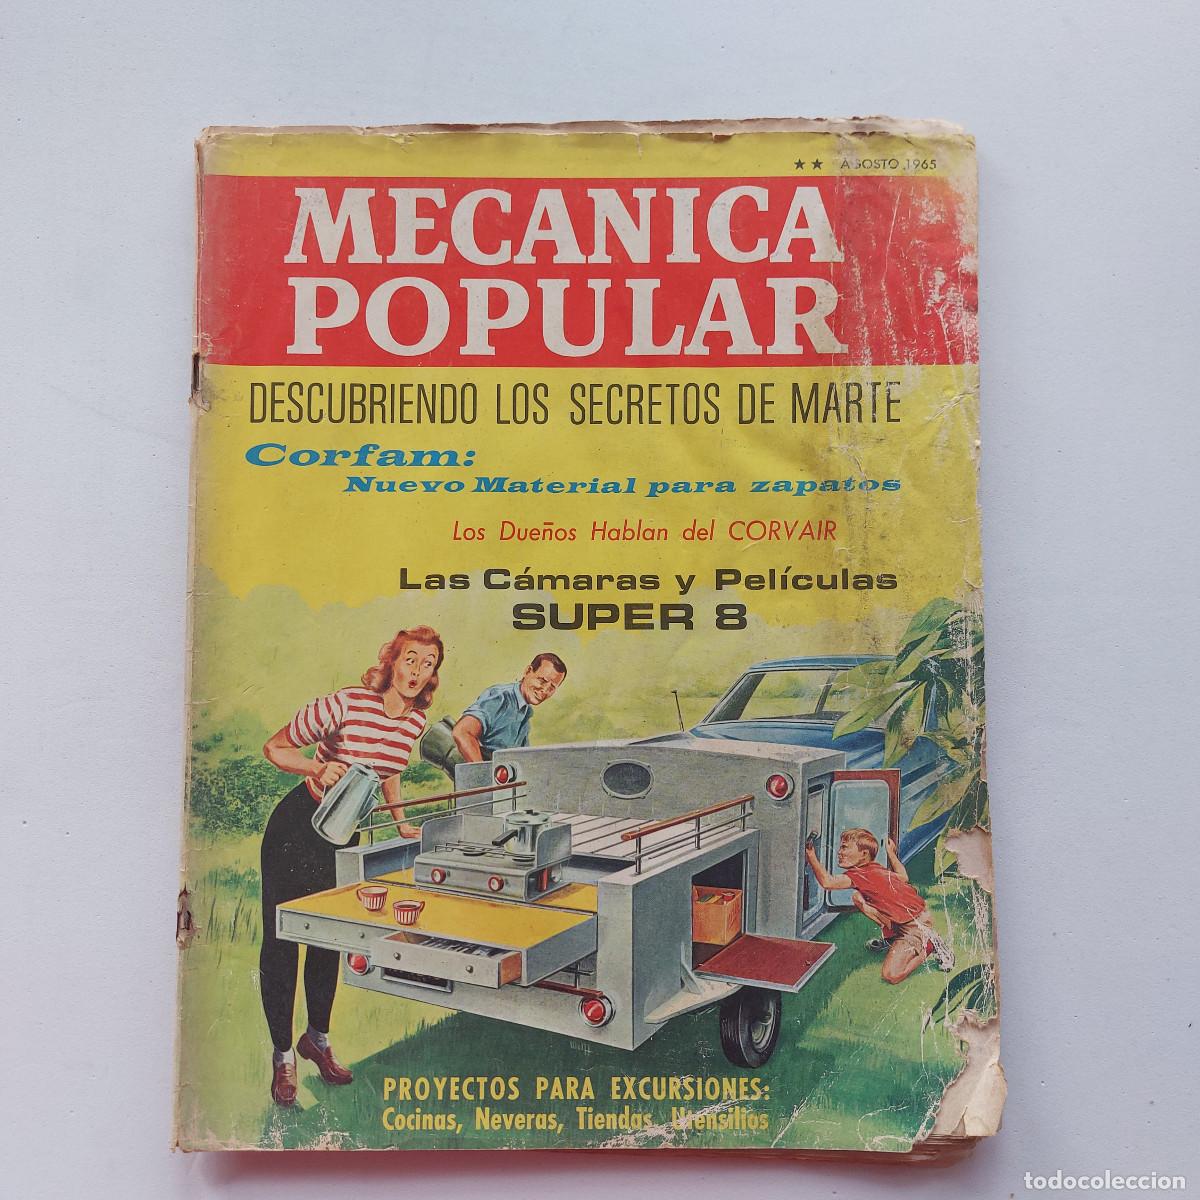 ★★ AGOSTO 1965
MECANICA
POPULAR
DESCUBRIENDO LOS SECRETOS DE MARTE
Corfam:
Nuevo Material para zapatos
Los Dueños Hablan del CORVAIR
Las Cámaras y Películas
SUPER 8
PROYECTOS PARA EXCURSIONES:
Cocinas, Neveras, Tiendas, Utensilios
todocoleccion